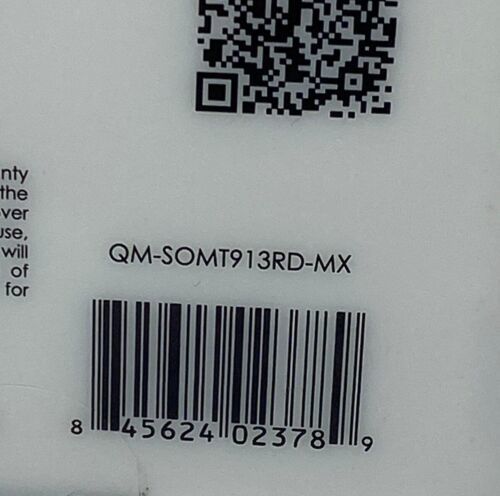 nty
the
ver
use,
will
of
for
QM-SOMT913RD-MX
8 45624 02378 9